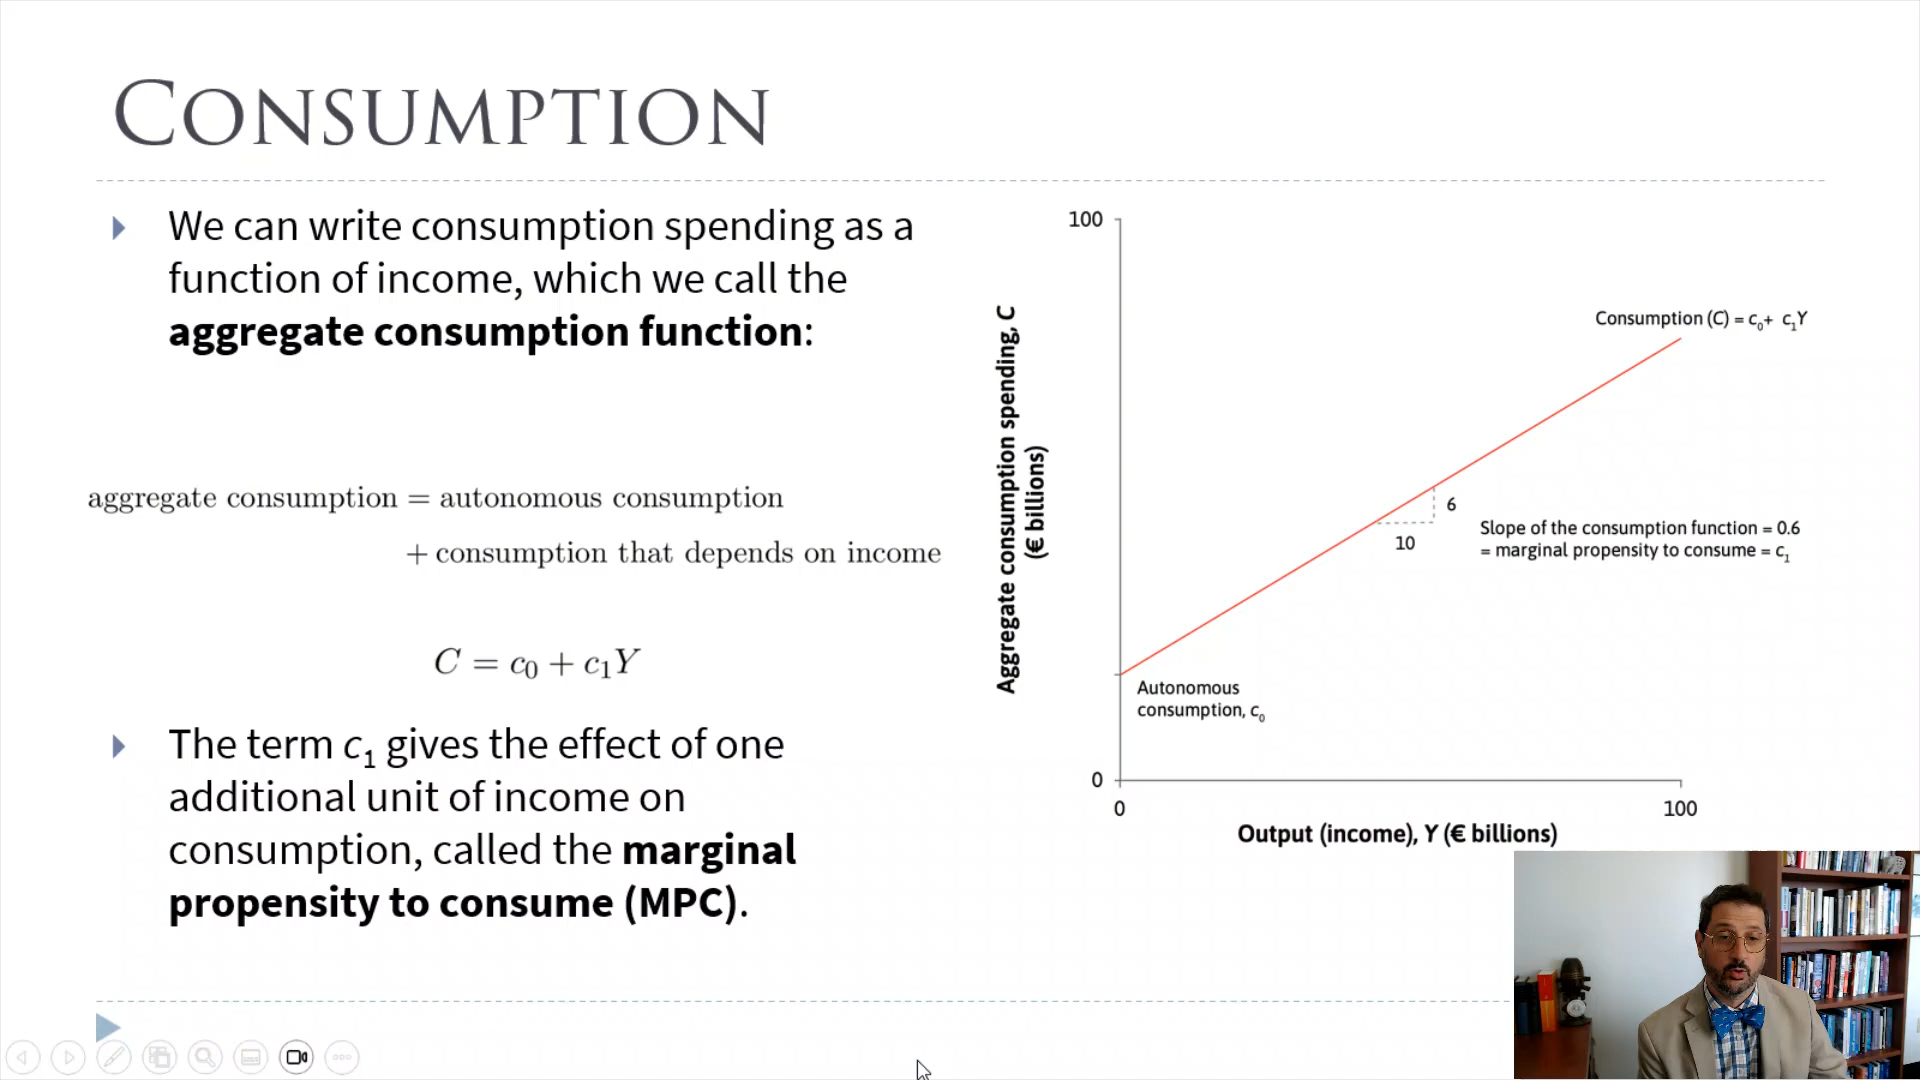 CONSUMPTION
We can write consumption spending as a
function of income, which we call the
aggregate consumption function:
aggregate consumption = autonomous consumption
+ consumption that depends on income
C = c₀ + c₁Y
The term c₁ gives the effect of one
additional unit of income on
consumption, called the marginal
propensity to consume (MPC).
100
Aggregate consumption spending, C
(€ billions)
Consumption (C) = c₀+ c₁Y
6
10
Slope of the consumption function = 0.6
= marginal propensity to consume = c₁
Autonomous
consumption, c₀
0
0
100
Output (income), Y (€ billions)